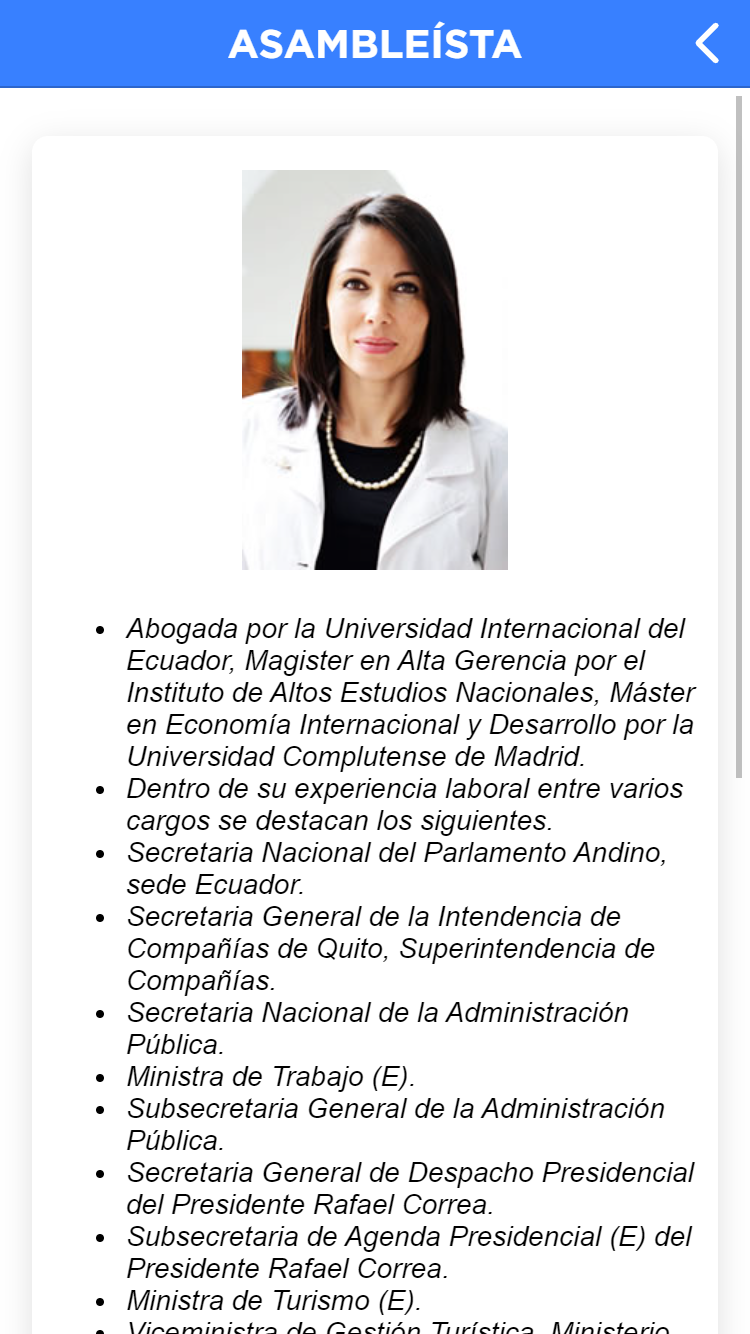 ASAMBLEÍSTA
Abogada por la Universidad Internacional del
Ecuador, Magister en Alta Gerencia por el
Instituto de Altos Estudios Nacionales, Máster
en Economía Internacional y Desarrollo por la
Universidad Complutense de Madrid.
Dentro de su experiencia laboral entre varios
cargos se destacan los siguientes.
Secretaria Nacional del Parlamento Andino,
sede Ecuador.
Secretaria General de la Intendencia de
Compañías de Quito, Superintendencia de
Compañías.
Secretaria Nacional de la Administración
Pública.
Ministra de Trabajo (E).
Subsecretaria General de la Administración
Pública.
Secretaria General de Despacho Presidencial
del Presidente Rafael Correa.
Subsecretaria de Agenda Presidencial (E) del
Presidente Rafael Correa.
Ministra de Turismo (E).
Viceministra de Gestión Turística, Ministerio